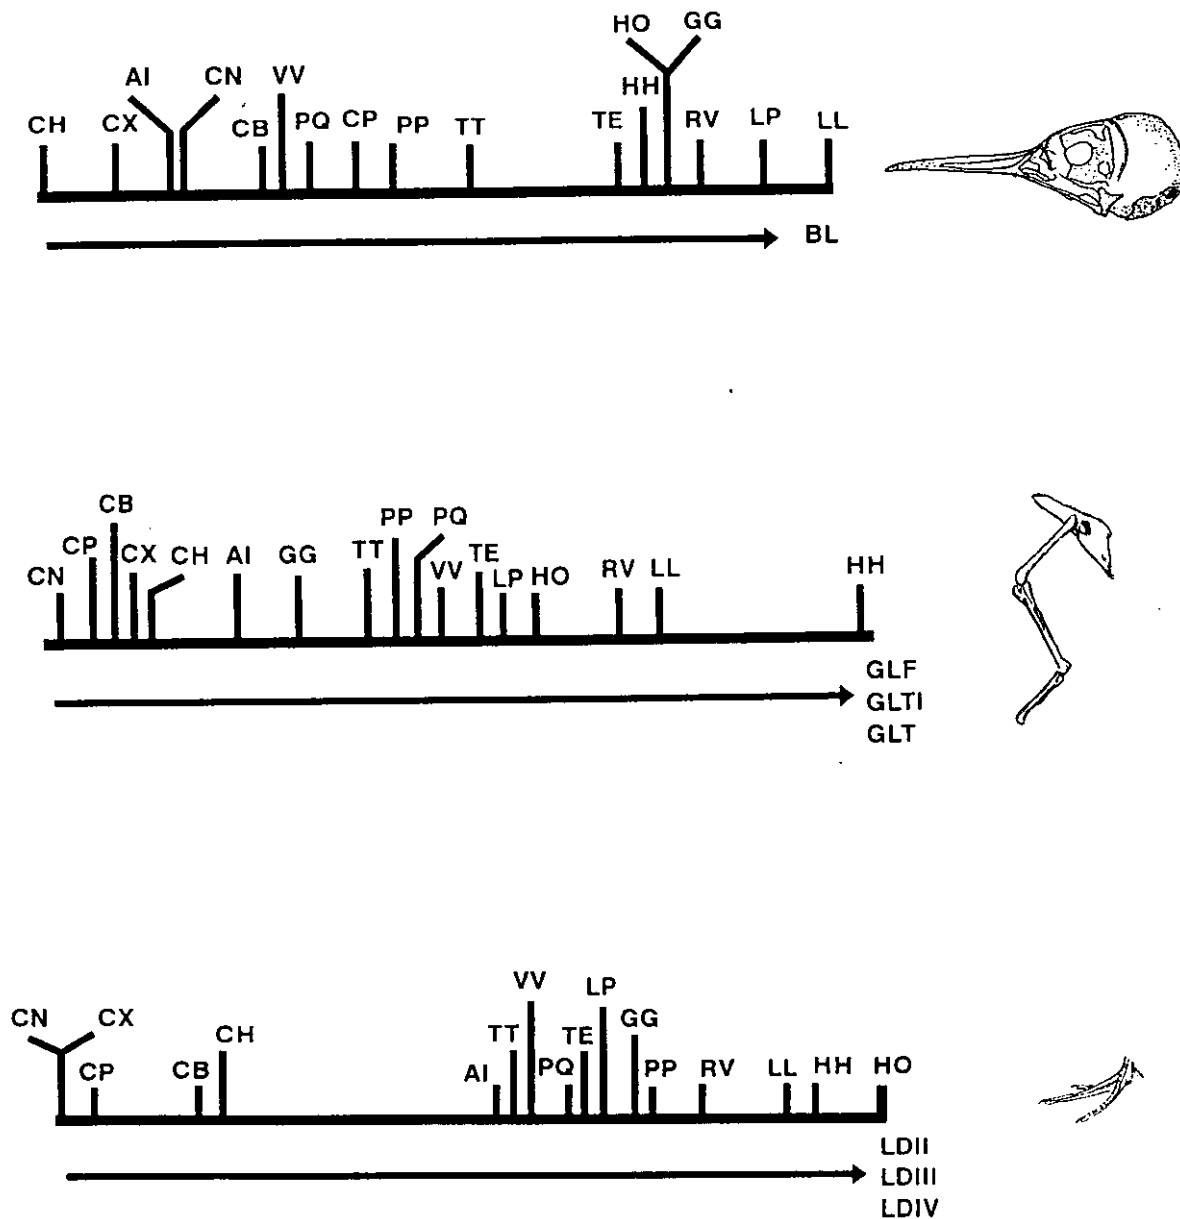 HO GG
AI CN VV HH
CH CX CB PQ CP PP TT TE RV LP LL
BL
CB
PP PQ
CP CX CH AI GG TT TE
CN VV LP HO RV LL HH
GLF
GLTI
GLT
VV LP
CN CX CH TT TE GG
CP CB AI PQ PP RV LL HH HO
LDII
LDIII
LDIV